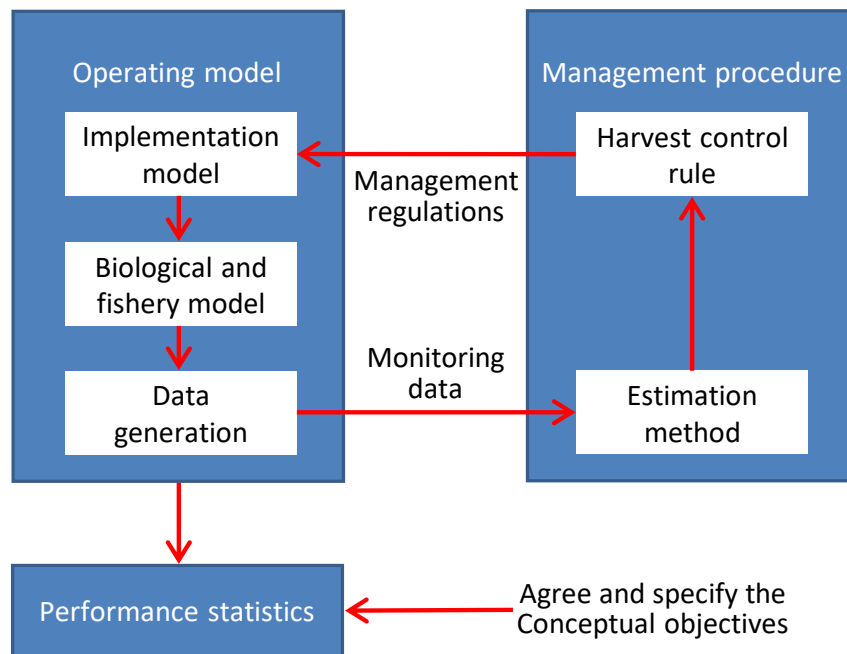 Operating model
Implementation
model
Biological and
fishery model
Data
generation
Management
regulations
Monitoring
data
Management procedure
Harvest control
rule
Estimation
method
Performance statistics
Agree and specify the
Conceptual objectives